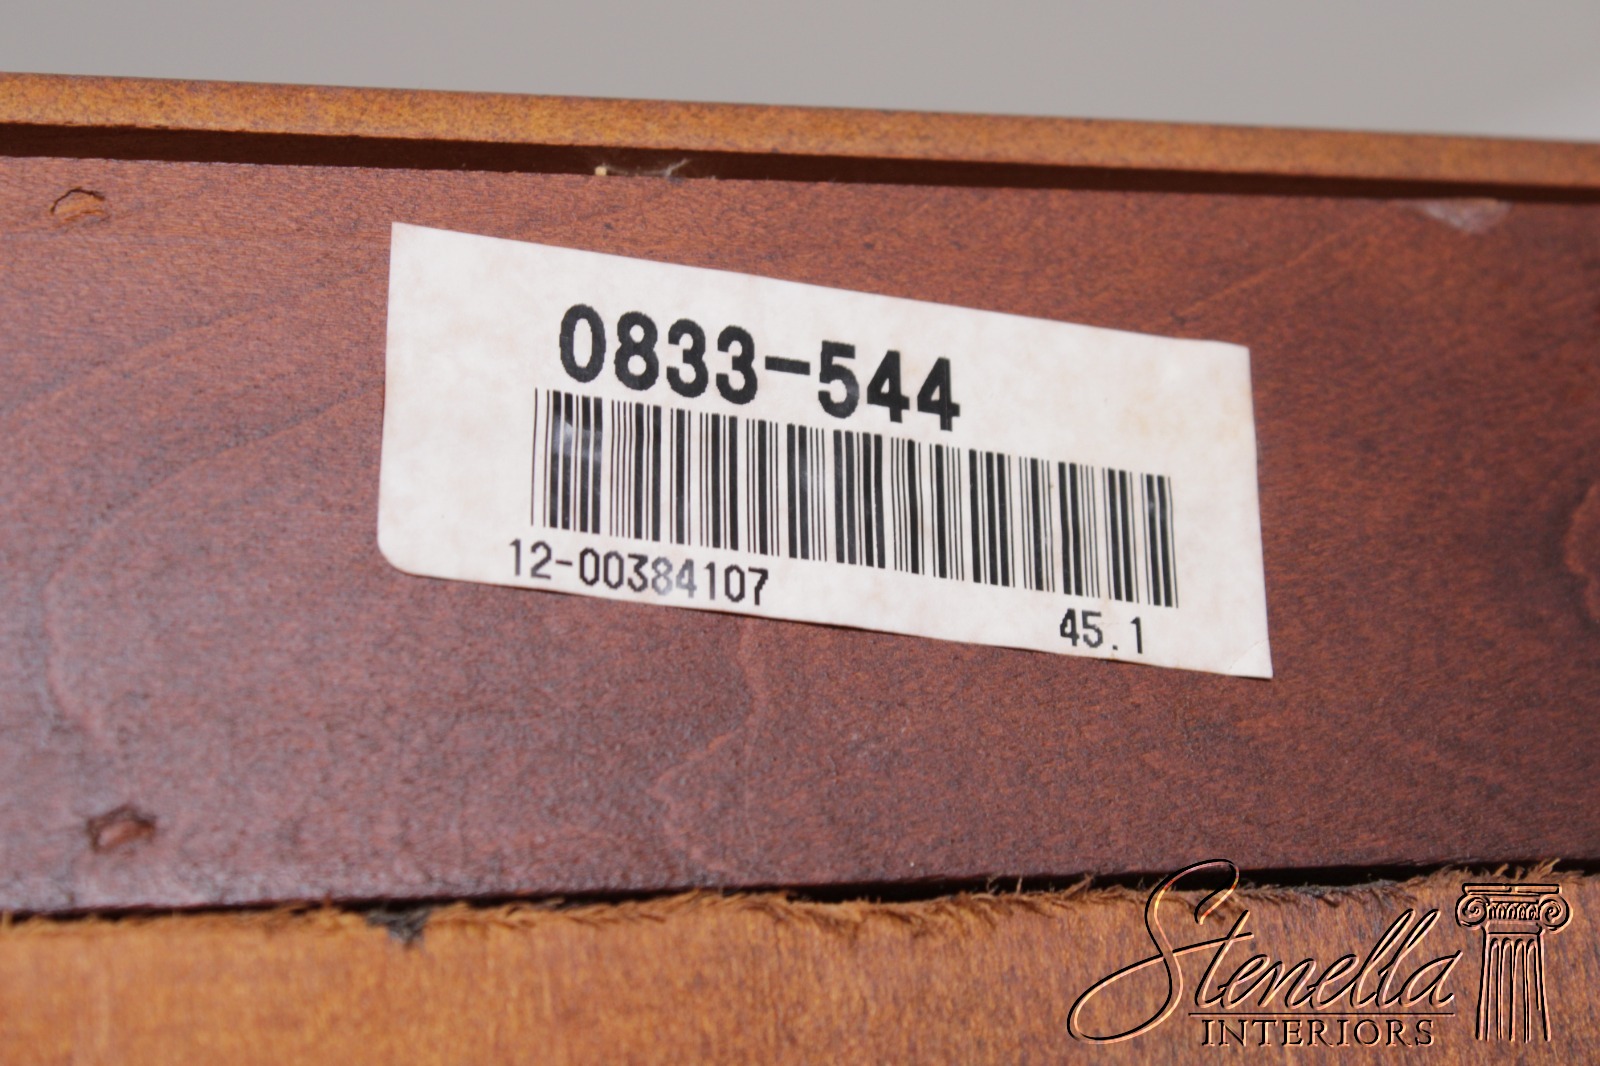 0833-544
12-00384107
45.1
Stenella
INTERIORS